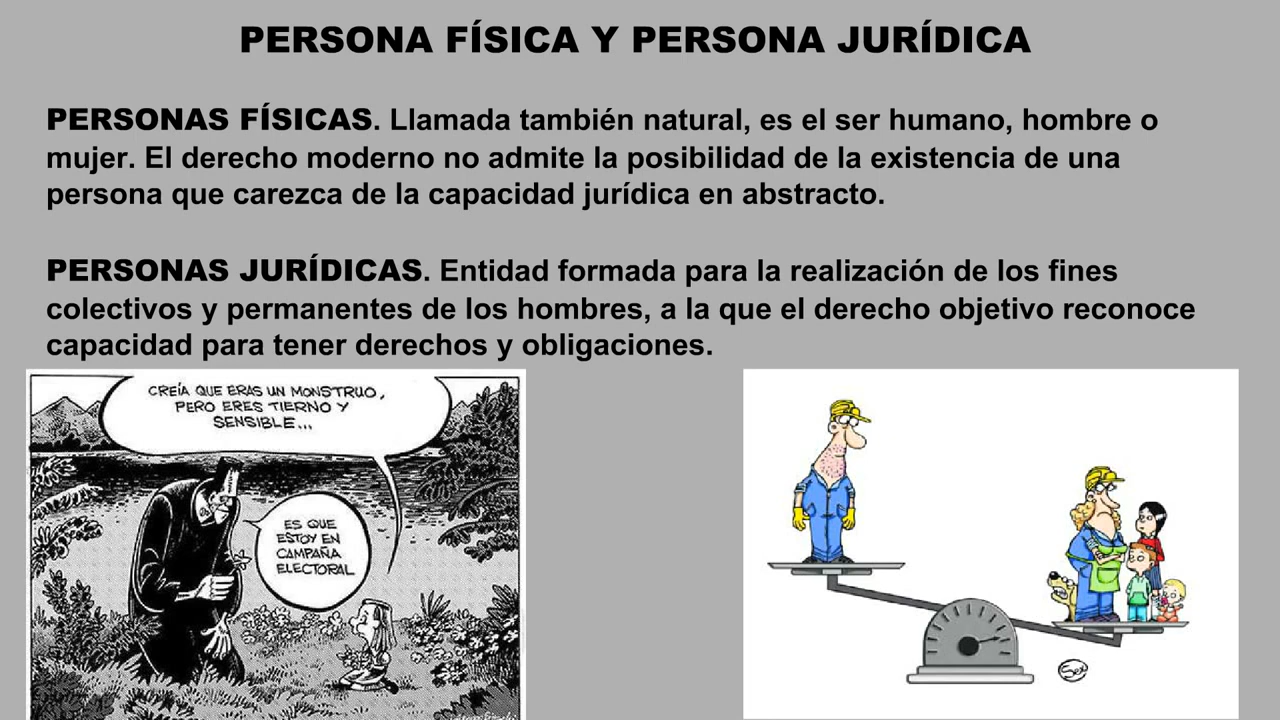 PERSONA FÍSICA Y PERSONA JURÍDICA
PERSONAS FÍSICAS. Llamada también natural, es el ser humano, hombre o
mujer. El derecho moderno no admite la posibilidad de la existencia de una
persona que carezca de la capacidad jurídica en abstracto.
PERSONAS JURÍDICAS. Entidad formada para la realización de los fines
colectivos y permanentes de los hombres, a la que el derecho objetivo reconoce
capacidad para tener derechos y obligaciones.
CREÍA QUE ERAS UN MONSTRUO,
PERO ERES TIERNO Y
SENSIBLE...
ES QUE
ESTOY EN
CAMPAÑA
ELECTORAL